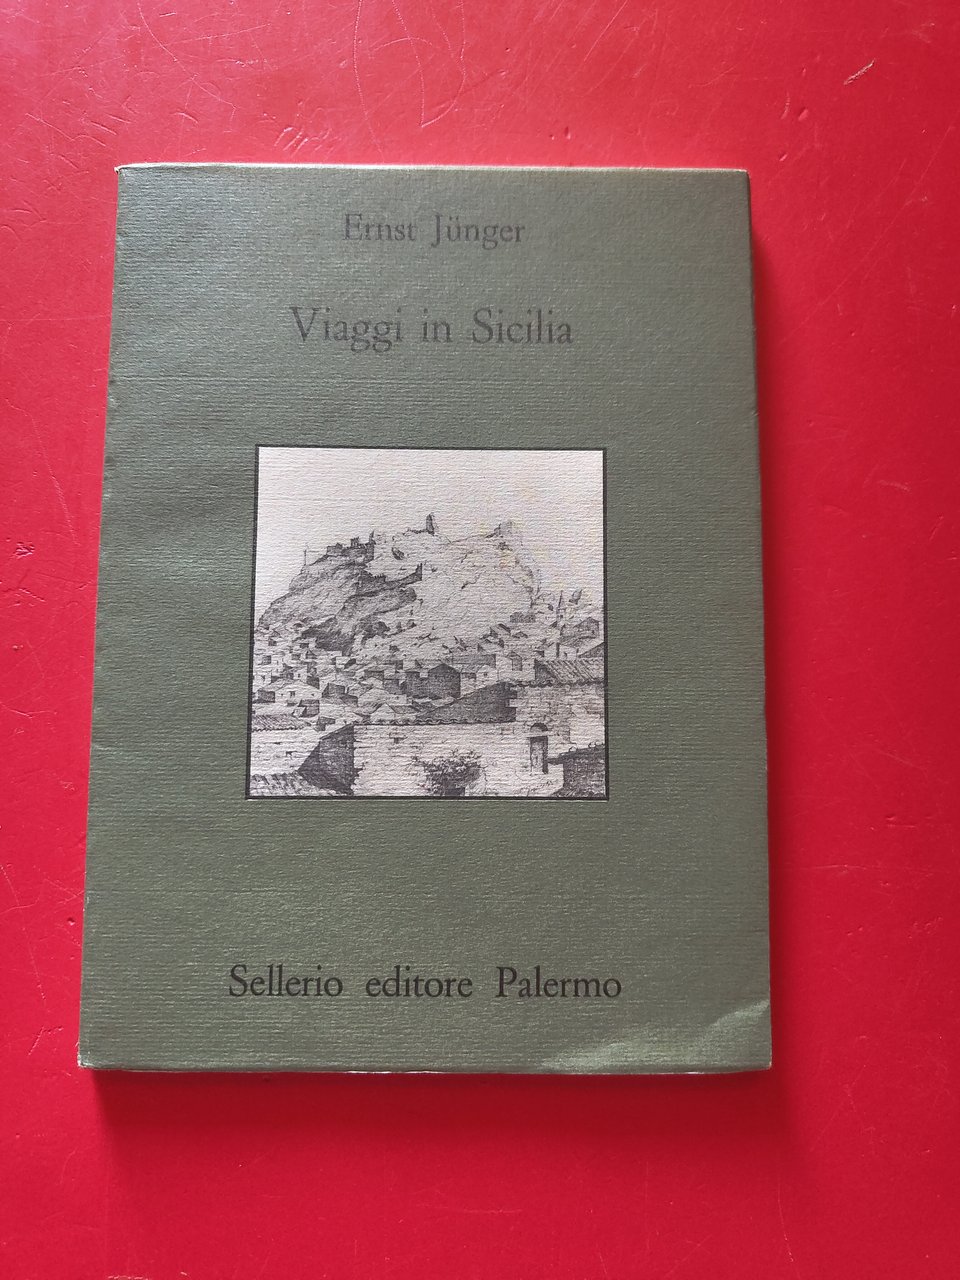 Ernst Jünger
Viaggi in Sicilia
Sellerio editore Palermo